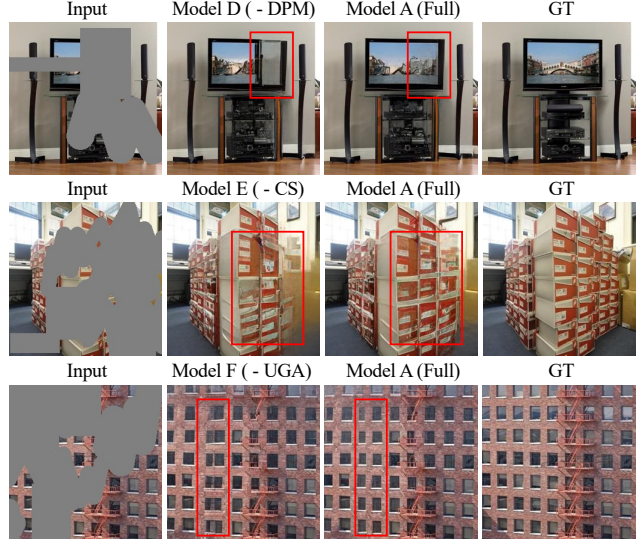 Input Model D ( - DPM) Model A (Full) GT
Input Model E ( - CS) Model A (Full) GT
Input Model F ( - UGA) Model A (Full) GT